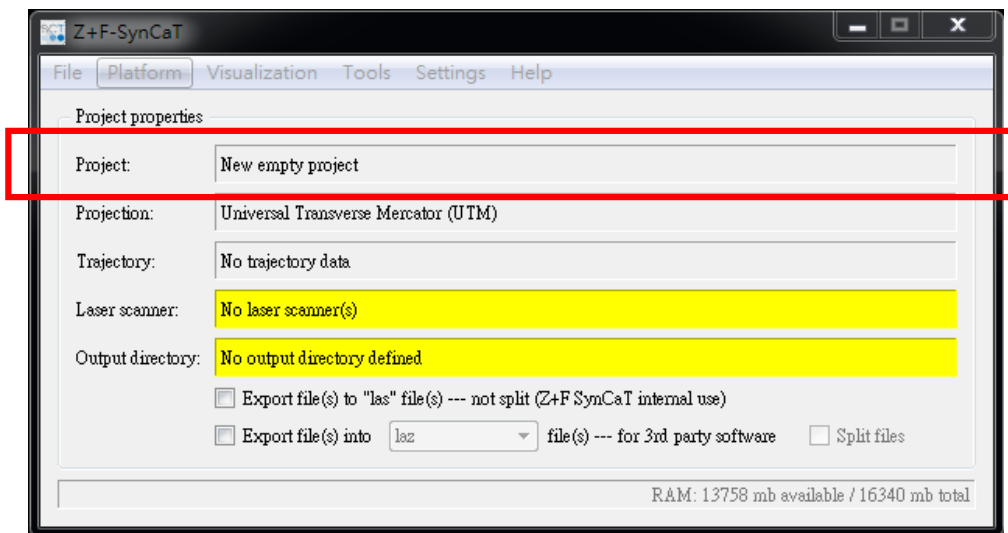 Z+F-SynCaT
File Platform Visualization Tools Settings Help
Project properties
Project: New empty project
Projection: Universal Transverse Mercator (UTM)
Trajectory: No trajectory data
Laser scanner: No laser scanner(s)
Output directory: No output directory defined
Export file(s) to "las" file(s) --- not split (Z+F SynCaT internal use)
Export file(s) into laz file(s) --- for 3rd party software Split files
RAM: 13758 mb available / 16340 mb total